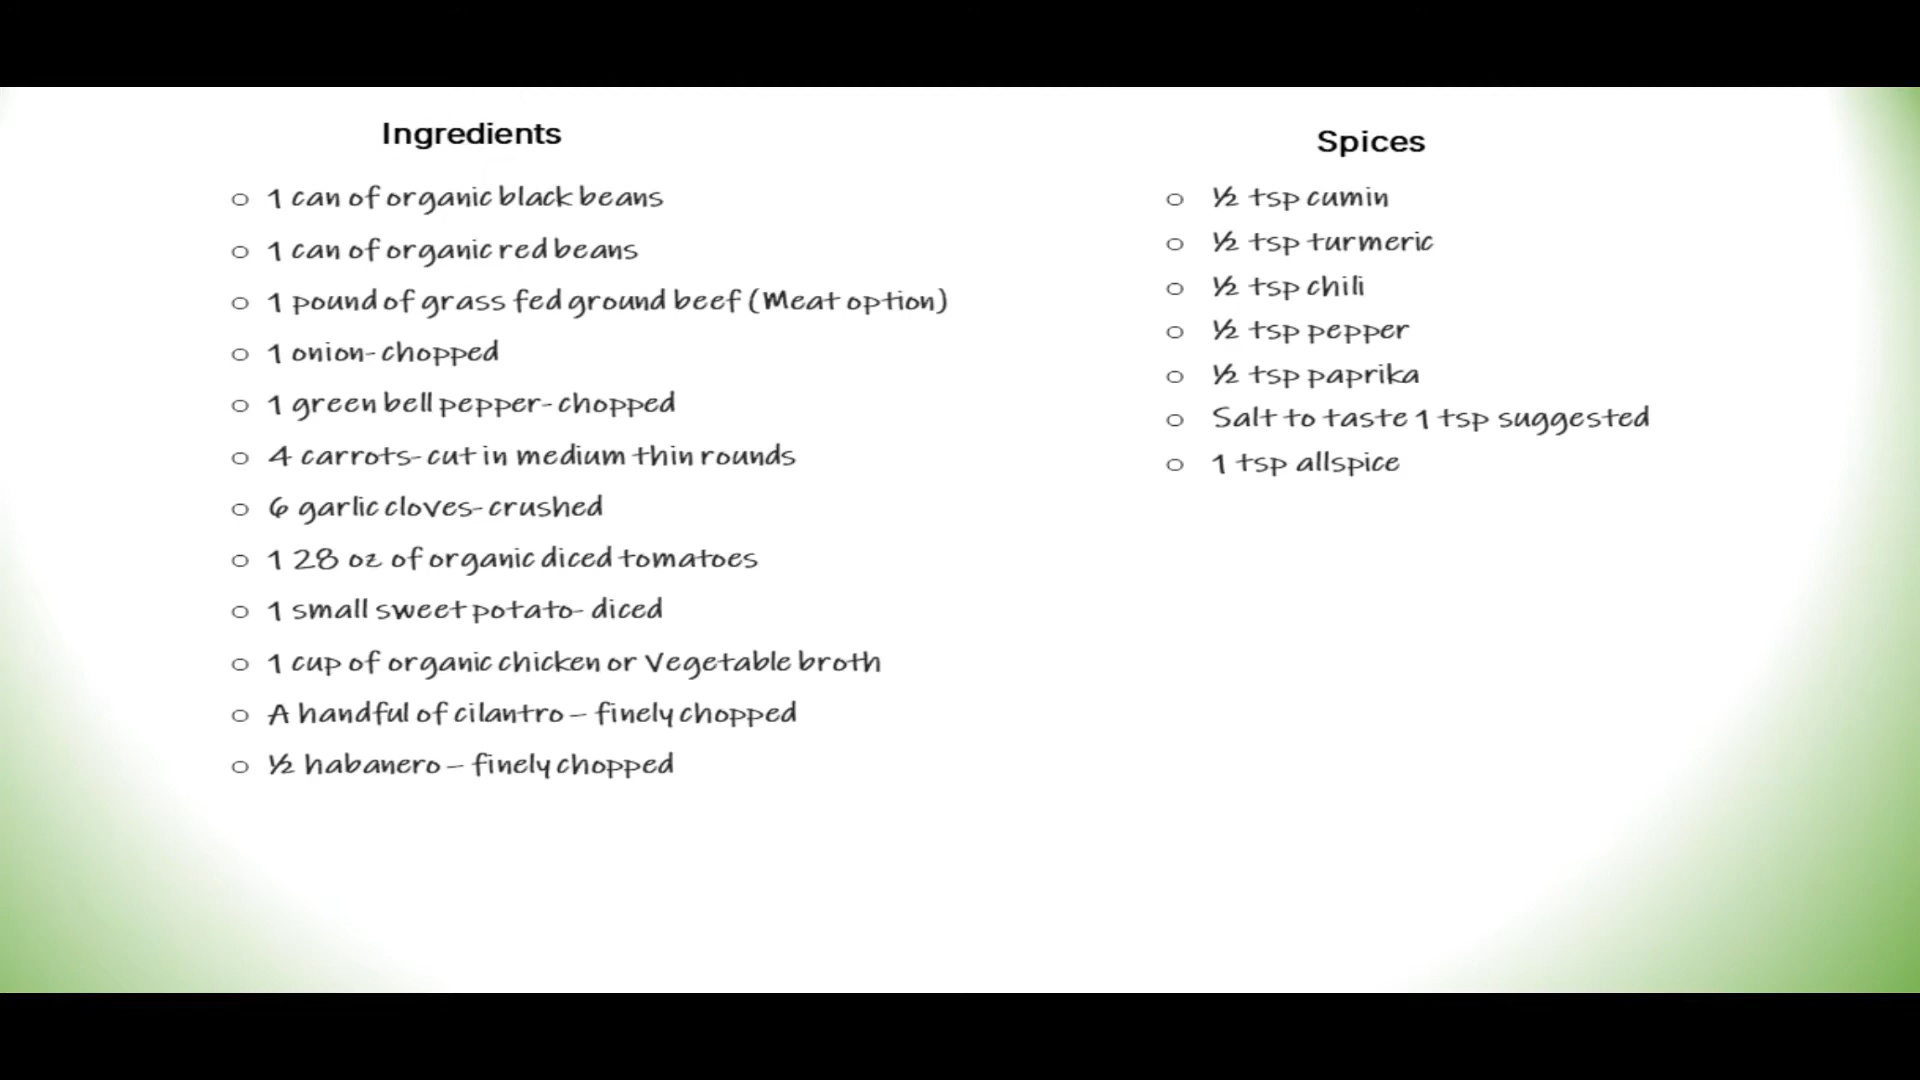 Ingredients
1 can of organic black beans
1 can of organic red beans
1 pound of grass fed ground beef (Meat option)
1 onion- chopped
1 green bell pepper- chopped
4 carrots- cut in medium thin rounds
6 garlic cloves- crushed
1 28 oz of organic diced tomatoes
1 small sweet potato- diced
1 cup of organic chicken or Vegetable broth
A handful of cilantro – finely chopped
½ habanero – finely chopped
Spices
½ tsp cumin
½ tsp turmeric
½ tsp chili
½ tsp pepper
½ tsp paprika
Salt to taste 1 tsp suggested
1 tsp allspice